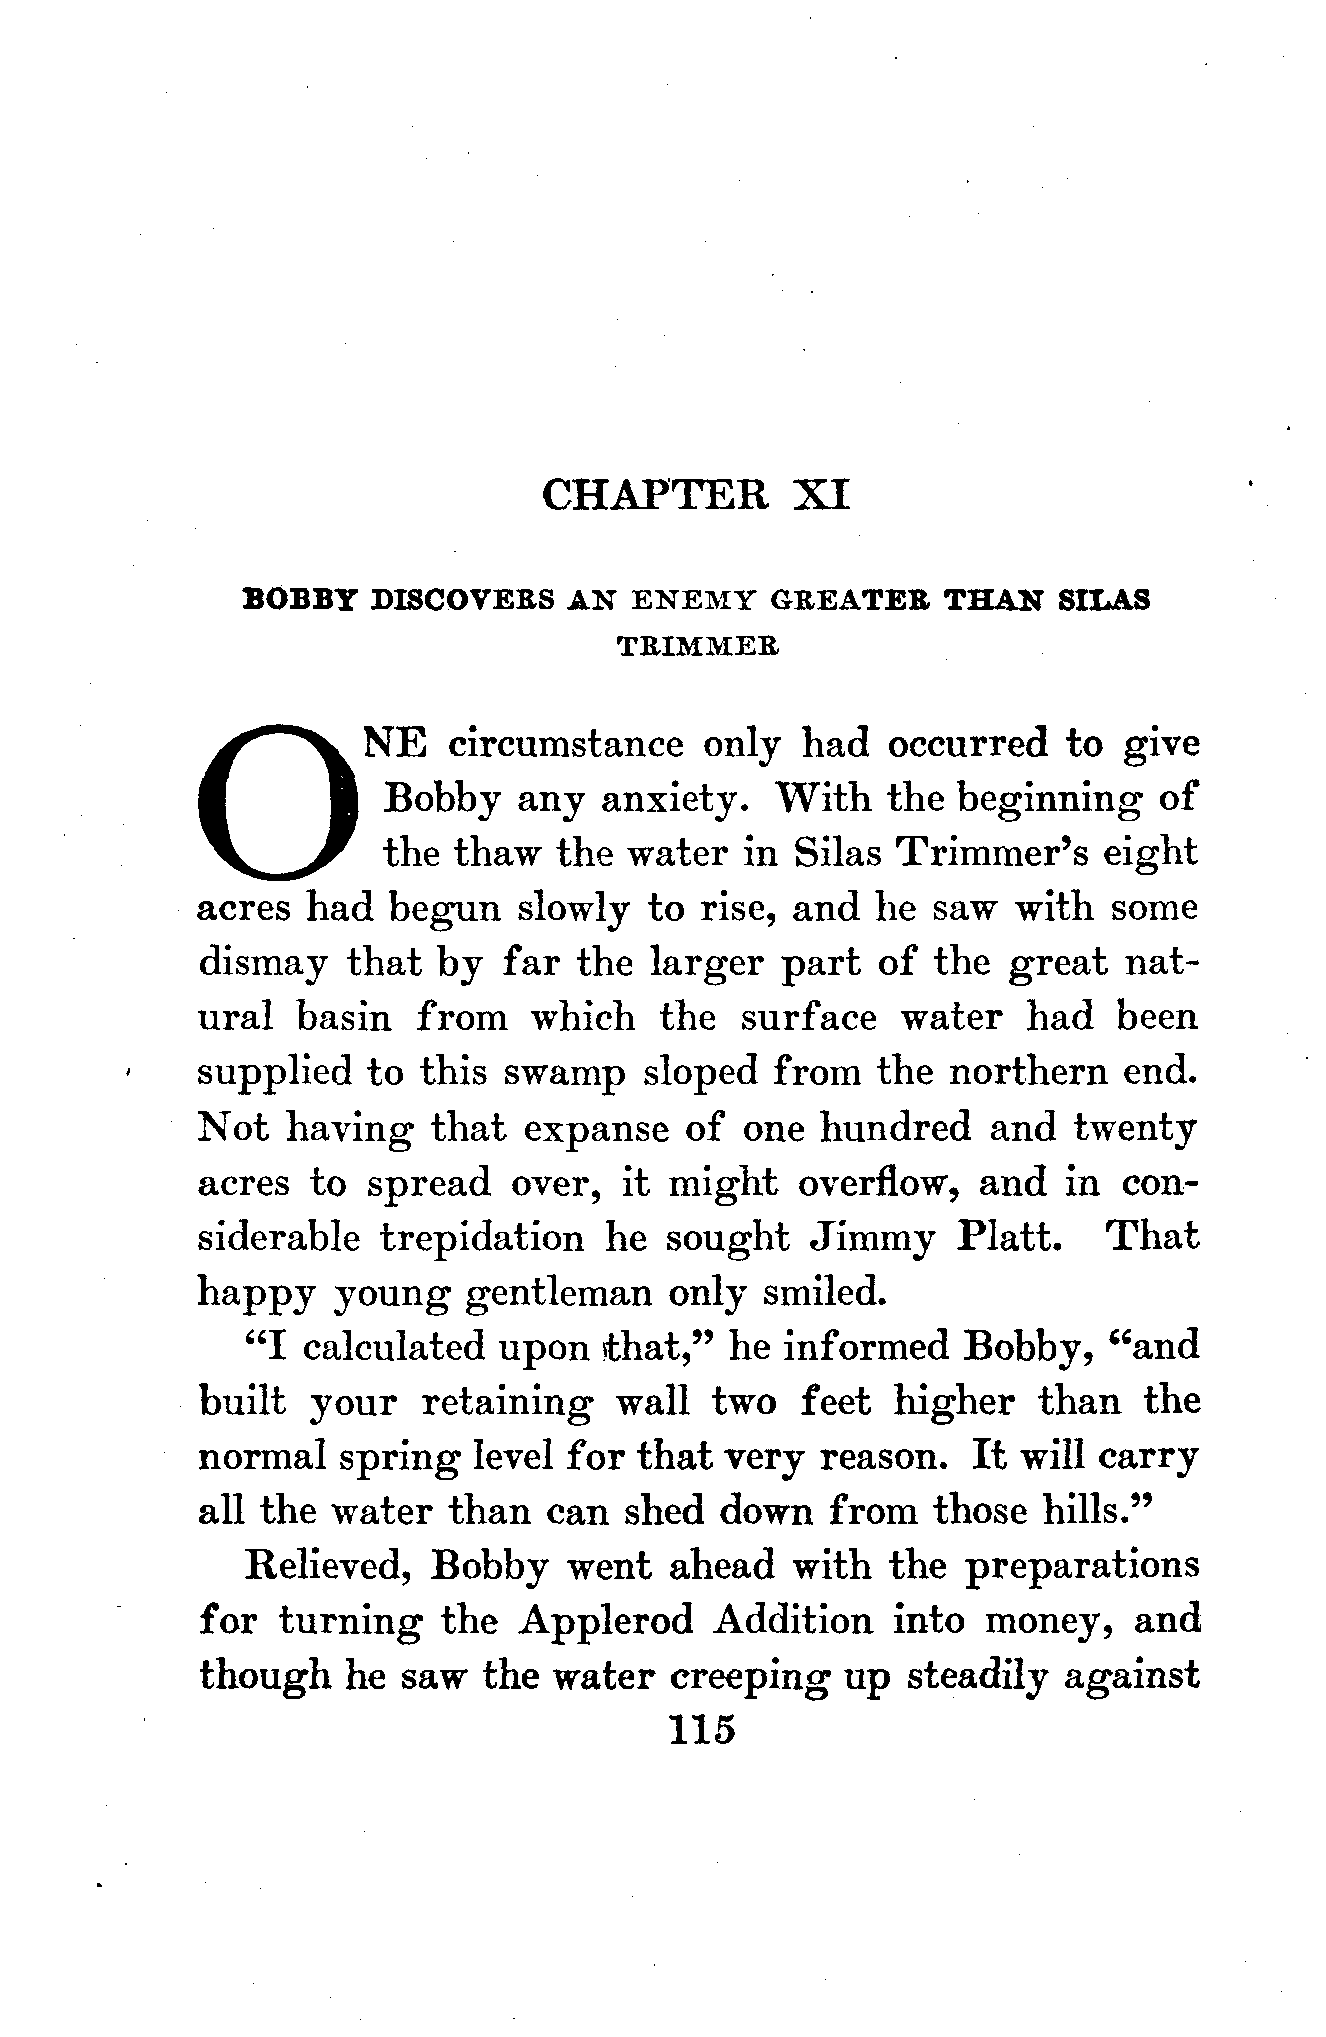 CHAPTER XI
BOBBY DISCOVERS AN ENEMY GREATER THAN SILAS
TRIMMER
ONE circumstance only had occurred to give
Bobby any anxiety. With the beginning of
the thaw the water in Silas Trimmer's eight
acres had begun slowly to rise, and he saw with some
dismay that by far the larger part of the great nat-
ural basin from which the surface water had been
supplied to this swamp sloped from the northern end.
Not having that expanse of one hundred and twenty
acres to spread over, it might overflow, and in con-
siderable trepidation he sought Jimmy Platt. That
happy young gentleman only smiled.
“I calculated upon that,” he informed Bobby, “and
built your retaining wall two feet higher than the
normal spring level for that very reason. It will carry
all the water than can shed down from those hills.”
Relieved, Bobby went ahead with the preparations
for turning the Applerod Addition into money, and
though he saw the water creeping up steadily against
115